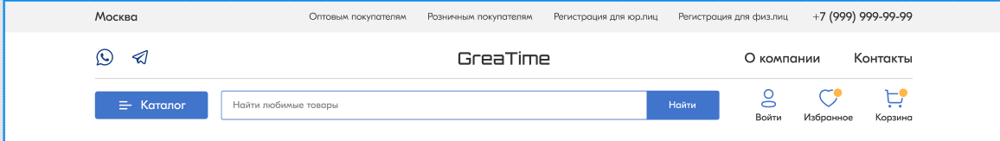 Москва Оптовым покупателям Розничным покупателям Регистрация для юр.лиц Регистрация для физ.лиц +7 (999) 999-99-99
GreaTime О компании Контакты
Каталог Найти любимые товары Найти
Войти Избранное Корзина